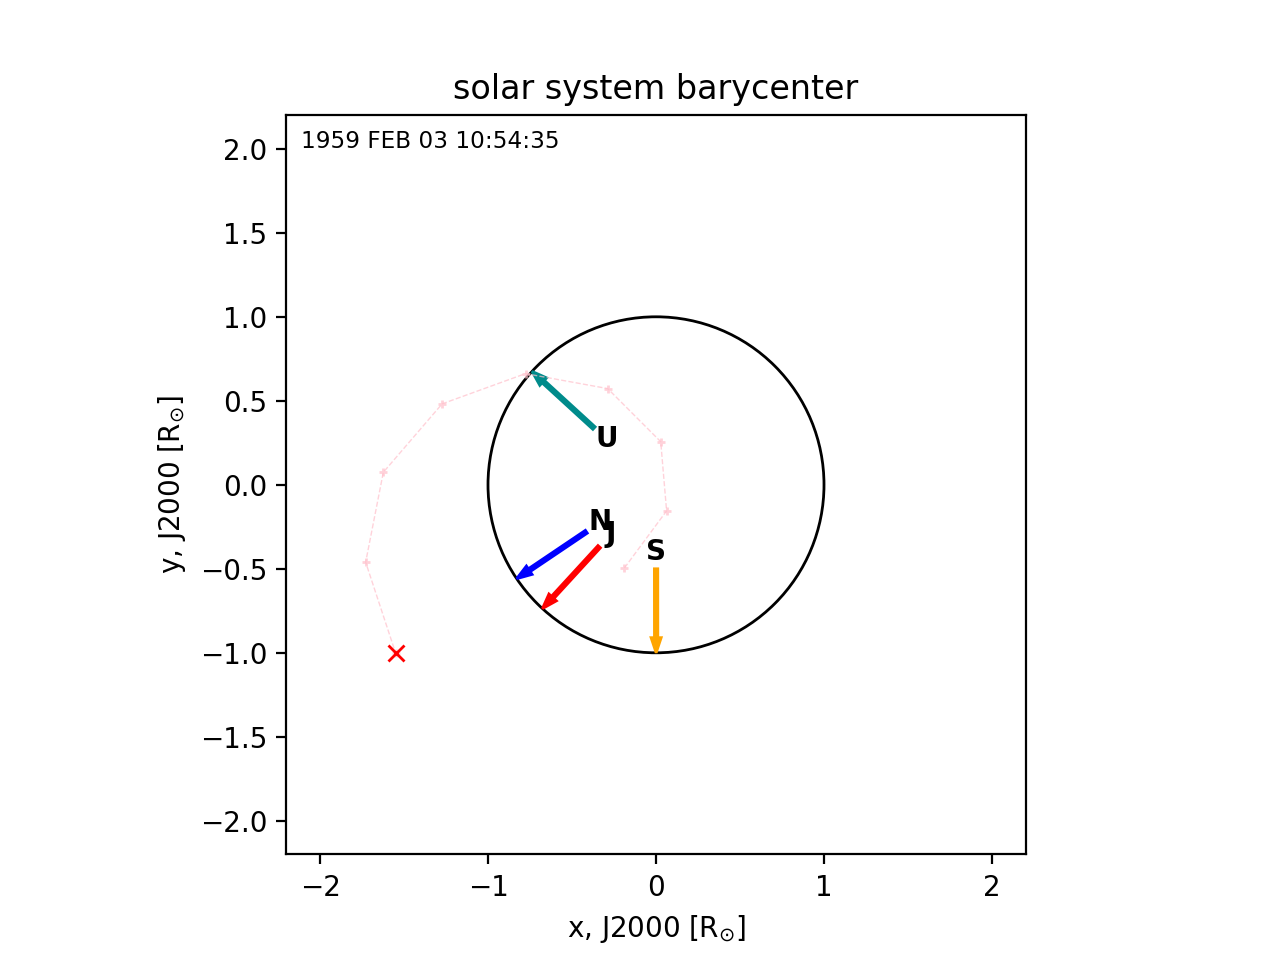 solar system barycenter
1959 FEB 03 10:54:35
2.0
1.5
1.0
0.5
0.0
−0.5
−1.0
−1.5
−2.0
y, J2000 [R☉]
U
N
J
S
−2 −1 0 1 2
x, J2000 [R☉]